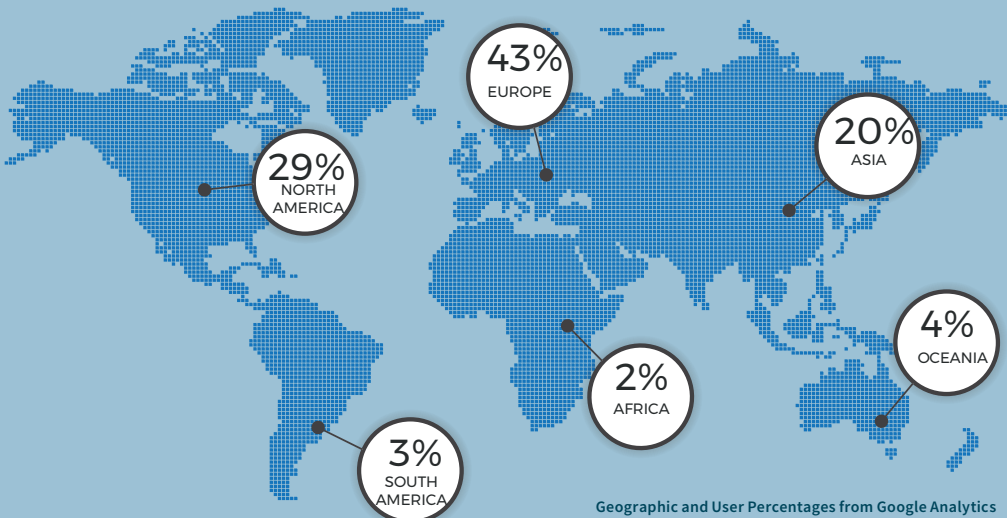 43%
EUROPE
20%
ASIA
29%
NORTH
AMERICA
4%
OCEANIA
2%
AFRICA
3%
SOUTH
AMERICA
Geographic and User Percentages from Google Analytics